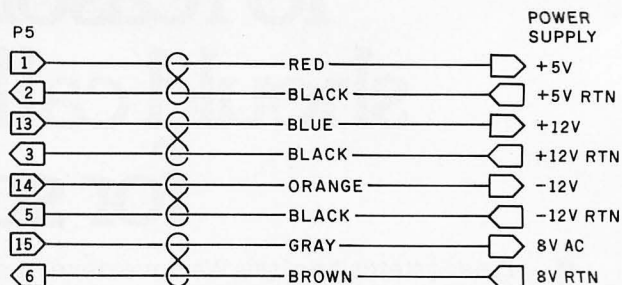 P5
POWER
SUPPLY
1 RED +5V
2 BLACK +5V RTN
13 BLUE +12V
3 BLACK +12V RTN
14 ORANGE -12V
5 BLACK -12V RTN
15 GRAY 8V AC
6 BROWN 8V RTN